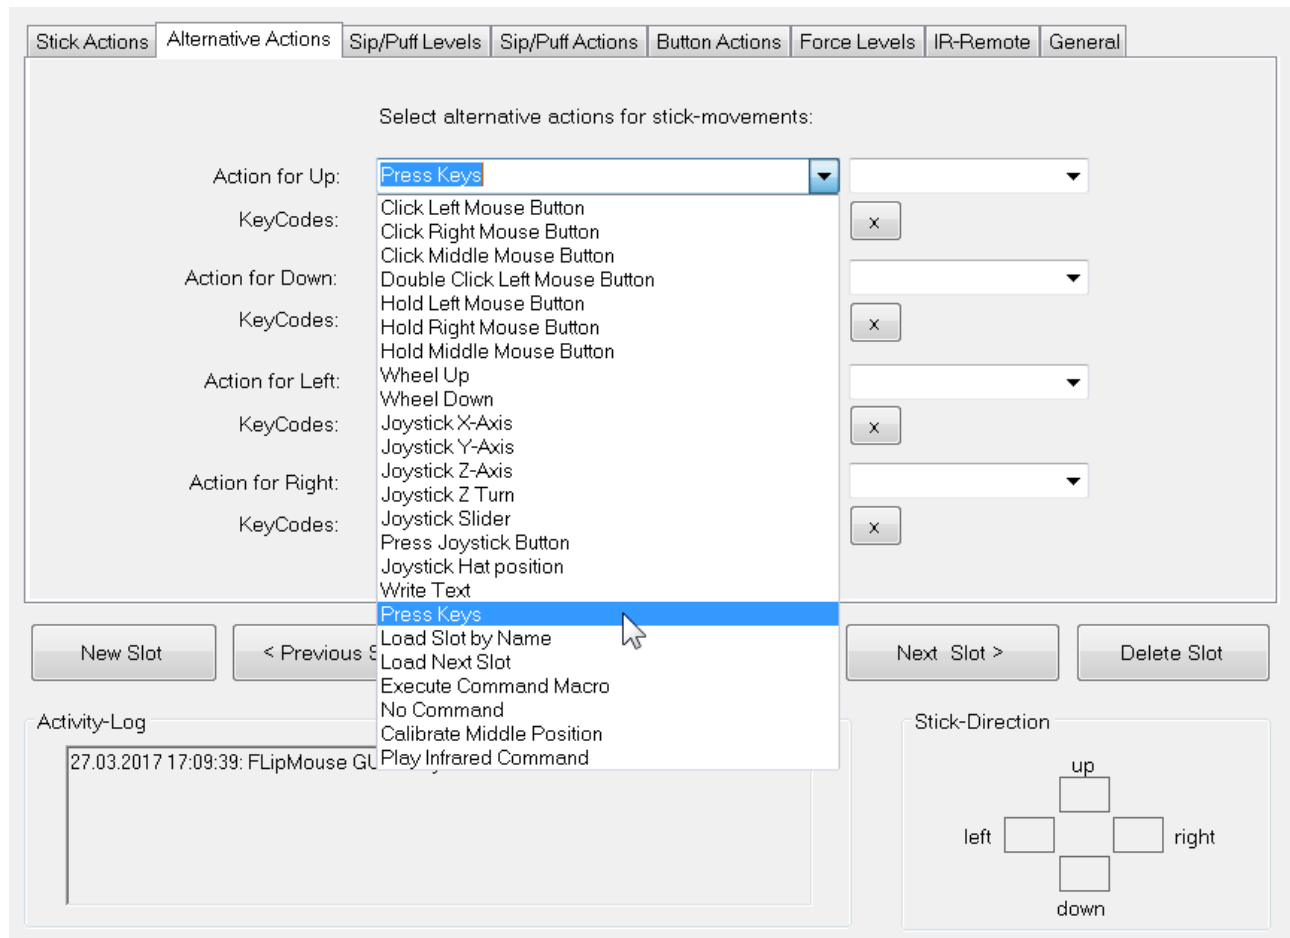 Stick Actions Alternative Actions Sip/Puff Levels Sip/Puff Actions Button Actions Force Levels IR-Remote General
Select alternative actions for stick-movements:
Action for Up: Press Keys
KeyCodes: x
Action for Down:
KeyCodes: x
Action for Left:
KeyCodes: x
Action for Right:
KeyCodes: x
Click Left Mouse Button
Click Right Mouse Button
Click Middle Mouse Button
Double Click Left Mouse Button
Hold Left Mouse Button
Hold Right Mouse Button
Hold Middle Mouse Button
Wheel Up
Wheel Down
Joystick X-Axis
Joystick Y-Axis
Joystick Z-Axis
Joystick Z Turn
Joystick Slider
Press Joystick Button
Joystick Hat position
Write Text
Press Keys
Load Slot by Name
Load Next Slot
Execute Command Macro
No Command
Calibrate Middle Position
Play Infrared Command
New Slot < Previous Next Slot > Delete Slot
Activity-Log
27.03.2017 17:09:39: FLipMouse
Stick-Direction
up
left right
down